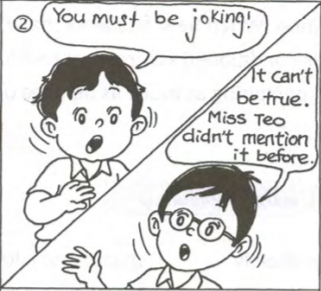 ②
You must be joking!
It can't
be true.
Miss Teo
didn't mention
it before.